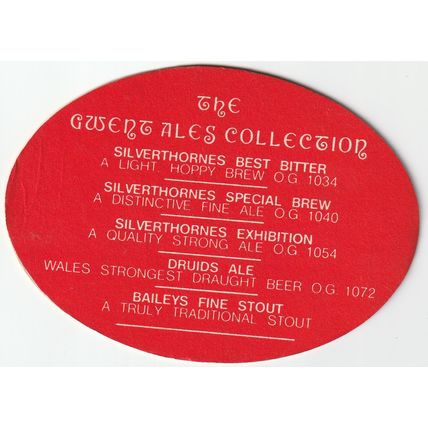 THE
GWENT ALES COLLECTION
SILVERTHORNES BEST BITTER
A LIGHT HOPPY BREW O.G. 1034
SILVERTHORNES SPECIAL BREW
A DISTINCTIVE FINE ALE O.G. 1040
SILVERTHORNES EXHIBITION
A QUALITY STRONG ALE O.G. 1054
DRUIDS ALE
WALES STRONGEST DRAUGHT BEER O.G. 1072
BAILEYS FINE STOUT
A TRULY TRADITIONAL STOUT